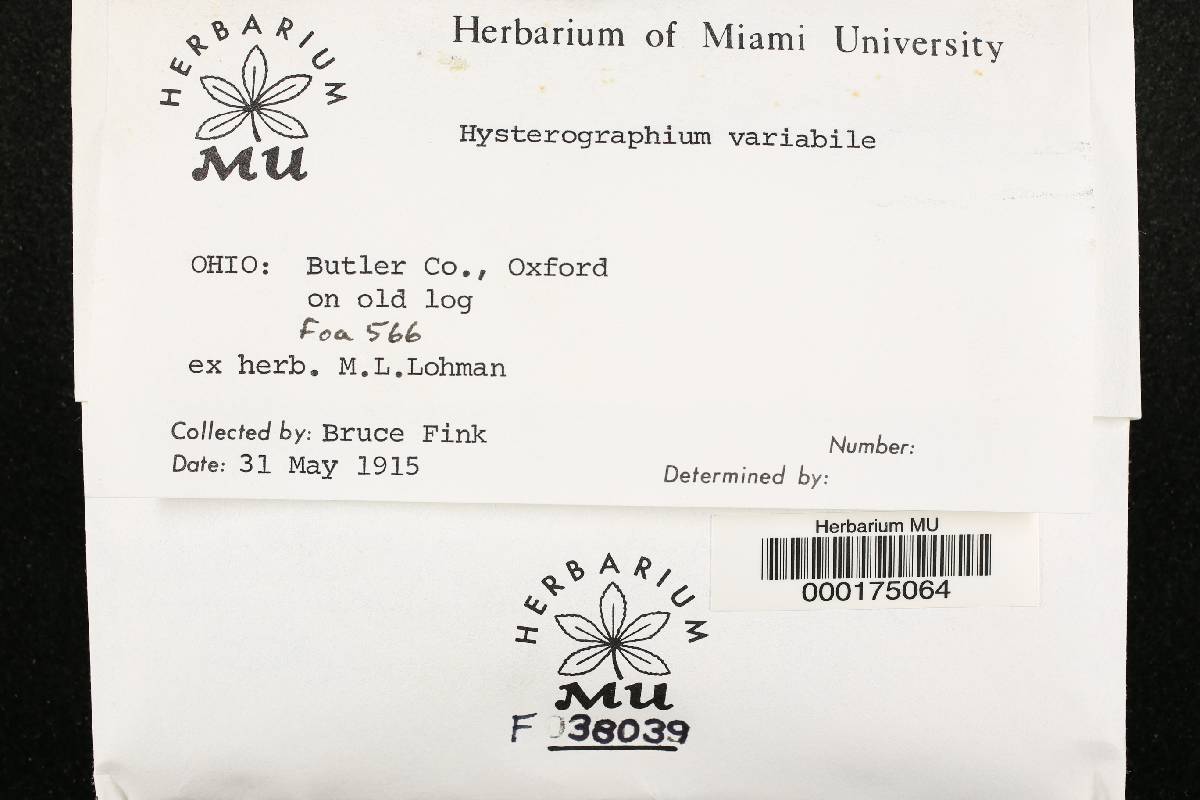 HERBARIUM
MU
Herbarium of Miami University
Hysterographium variabile
OHIO: Butler Co., Oxford
on old log
Foa 566
ex herb. M.L.Lohman
Collected by: Bruce Fink
Date: 31 May 1915
Number:
Determined by:
Herbarium MU
000175064
HERBARIUM
MU
F 038039